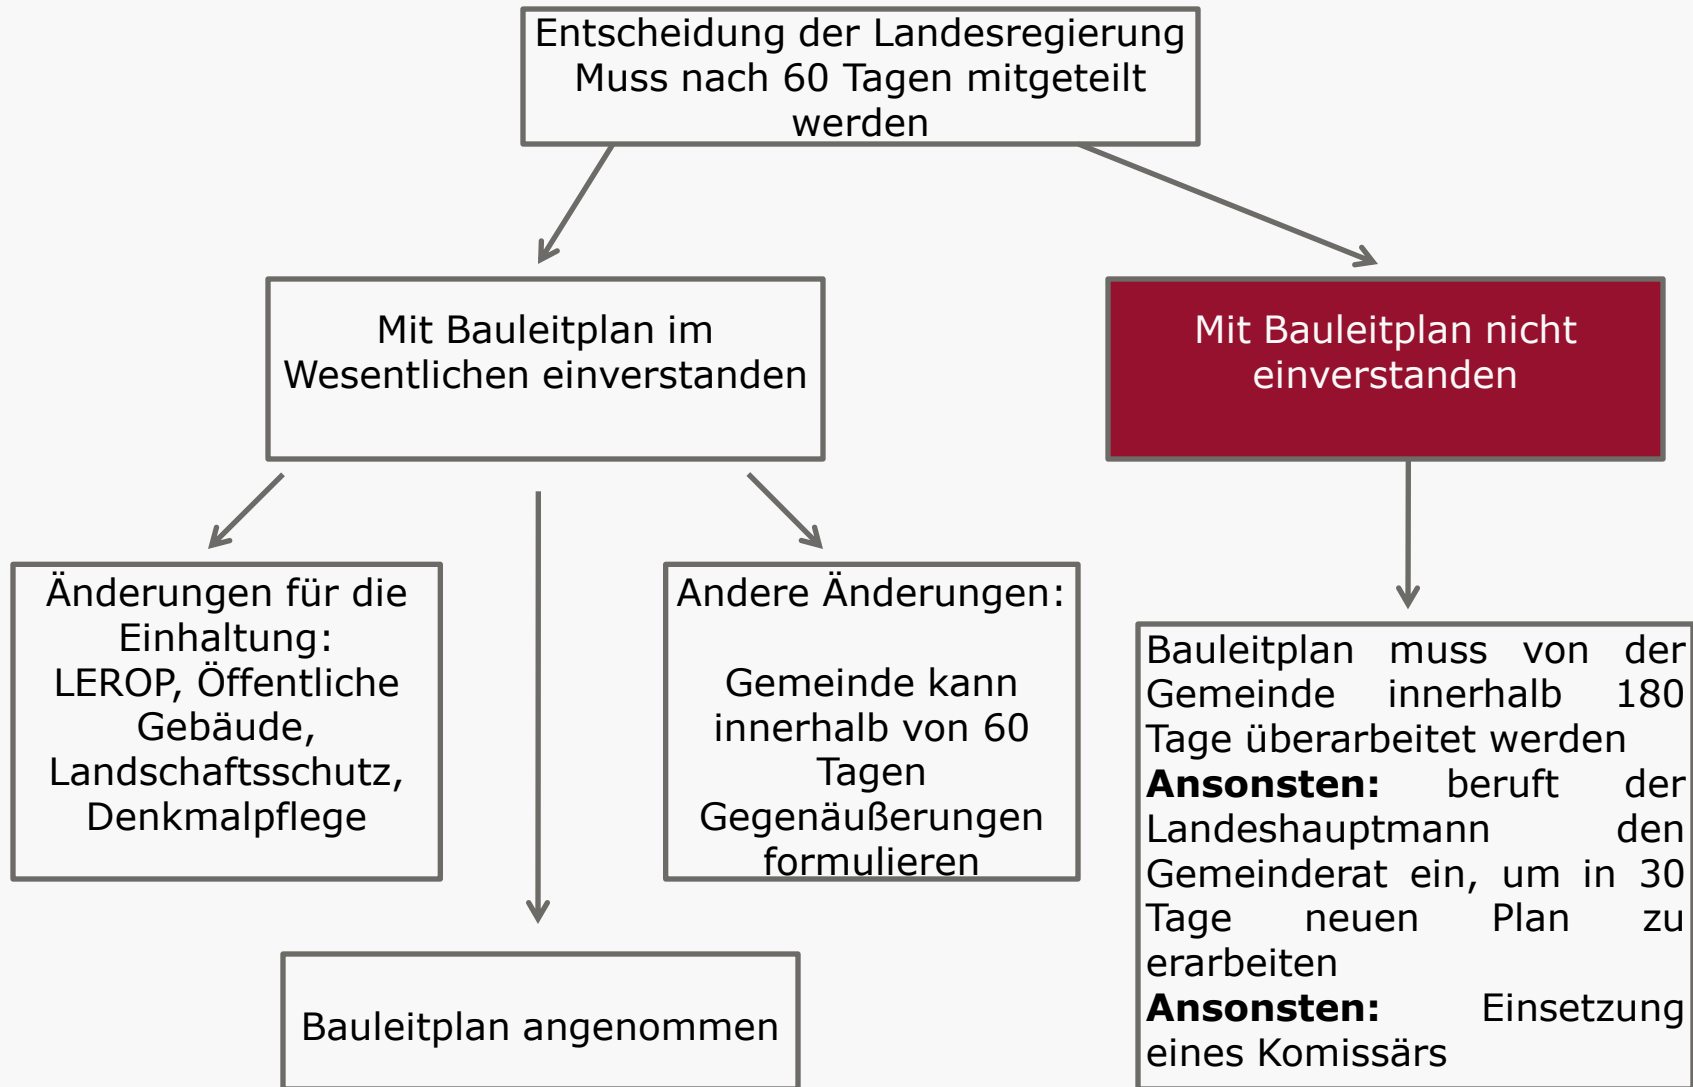 Entscheidung der Landesregierung
Muss nach 60 Tagen mitgeteilt
werden
Mit Bauleitplan im
Wesentlichen einverstanden
Mit Bauleitplan nicht
einverstanden
Änderungen für die
Einhaltung:
LEROP, Öffentliche
Gebäude,
Landschaftsschutz,
Denkmalpflege
Andere Änderungen:
Gemeinde kann
innerhalb von 60
Tagen
Gegenäußerungen
formulieren
Bauleitplan muss von der
Gemeinde innerhalb 180
Tage überarbeitet werden
Ansonsten: beruft der
Landeshauptmann den
Gemeinderat ein, um in 30
Tage neuen Plan zu
erarbeiten
Ansonsten: Einsetzung
eines Komissärs
Bauleitplan angenommen